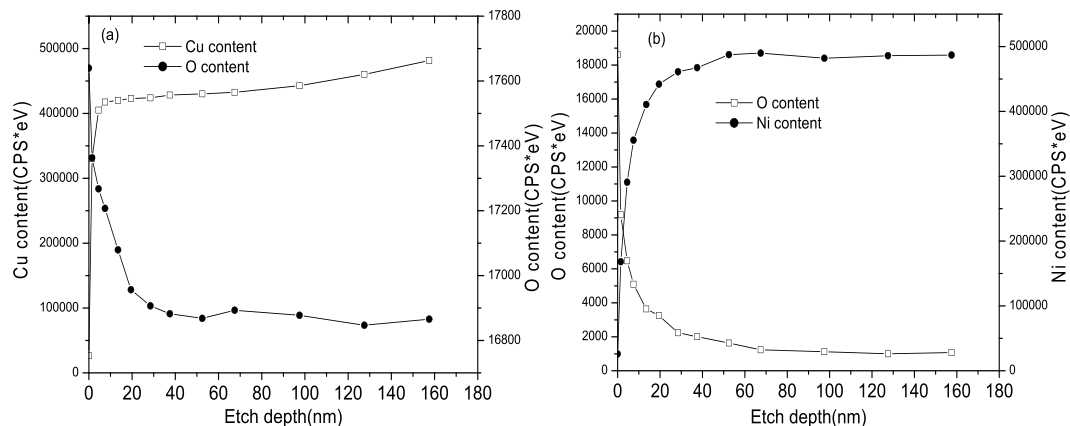 (a)
Cu content
O content
500000
400000
300000
200000
100000
0
Cu content(CPS*eV)
17800
17600
17400
17200
17000
16800
O content(CPS*eV)
0 20 40 60 80 100 120 140 160 180
Etch depth(nm)
(b)
O content
Ni content
20000
18000
16000
14000
12000
10000
8000
6000
4000
2000
0
O content(CPS*eV)
500000
400000
300000
200000
100000
0
Ni content(CPS*eV)
0 20 40 60 80 100 120 140 160 180
Etch depth(nm)